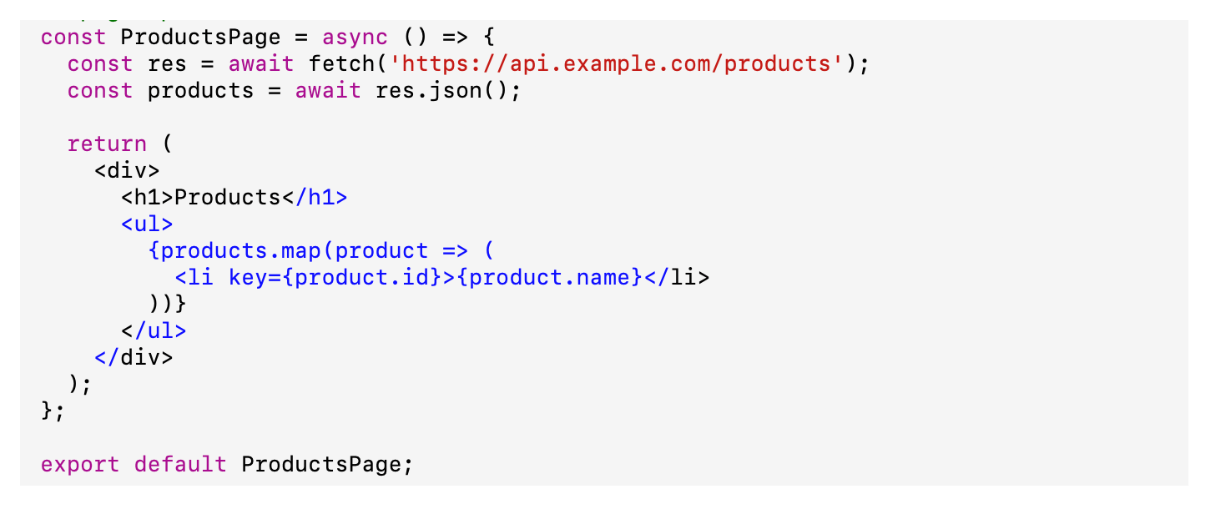 const ProductsPage = async () => {
  const res = await fetch('https://api.example.com/products');
  const products = await res.json();

  return (
    <div>
      <h1>Products</h1>
      <ul>
        {products.map(product => (
          <li key={product.id}>{product.name}</li>
        ))}
      </ul>
    </div>
  );
};

export default ProductsPage;